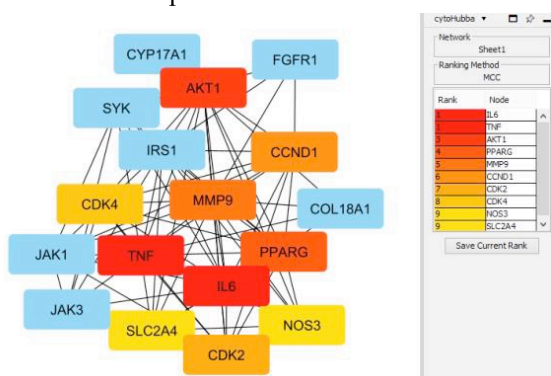 CYP17A1
FGFR1
AKT1
SYK
IRS1
CCND1
CDK4
MMP9
COL18A1
JAK1
TNF
PPARG
IL6
JAK3
SLC2A4
NOS3
CDK2
cytoHubba
Network
Sheet1
Ranking Method
MCC
Rank Node
1 IL6
1 TNF
3 AKT1
4 PPARG
5 MMP9
6 CCND1
7 CDK2
8 CDK4
9 NOS3
9 SLC2A4
Save Current Rank